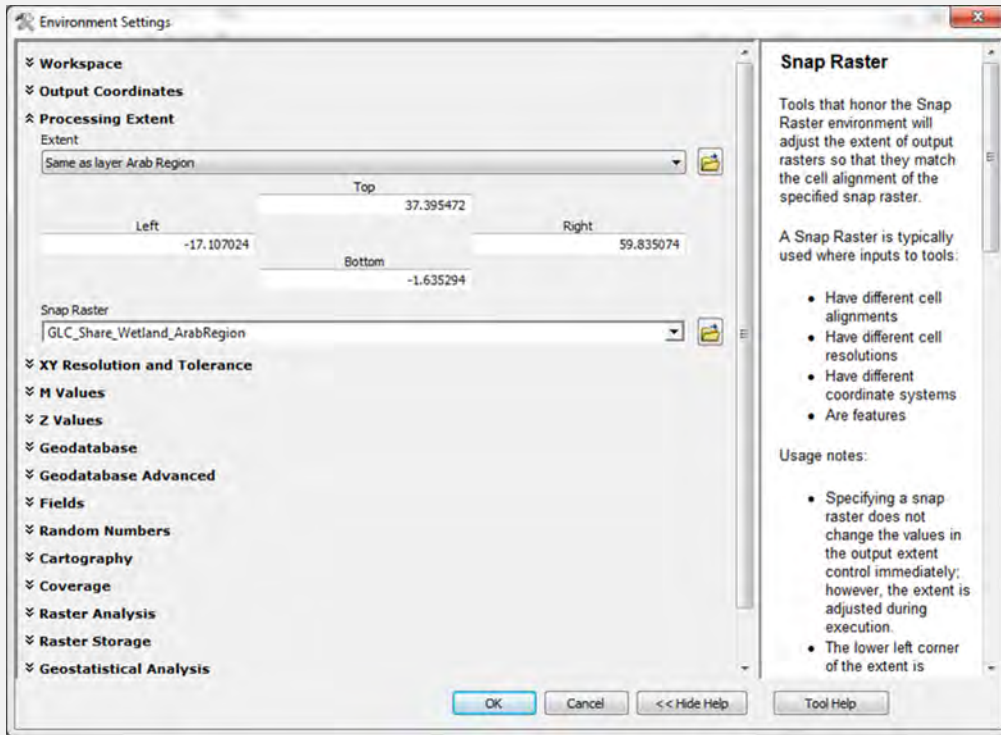 Environment Settings
Workspace
Output Coordinates
Processing Extent
Extent
Same as layer Arab Region
Top
37.395472
Left
Right
-17.107024
59.835074
Bottom
-1.635294
Snap Raster
GLC_Share_Wetland_ArabRegion
XY Resolution and Tolerance
M Values
Z Values
Geodatabase
Geodatabase Advanced
Fields
Random Numbers
Cartography
Coverage
Raster Analysis
Raster Storage
Geostatistical Analysis
OK
Cancel
<< Hide Help
Snap Raster
Tools that honor the Snap
Raster environment will
adjust the extent of output
rasters so that they match
the cell alignment of the
specified snap raster.
A Snap Raster is typically
used where inputs to tools:
• Have different cell
alignments
• Have different cell
resolutions
• Have different
coordinate systems
• Are features
Usage notes:
• Specifying a snap
raster does not
change the values in
the output extent
control immediately;
however, the extent is
adjusted during
execution.
• The lower left corner
of the extent is
Tool Help